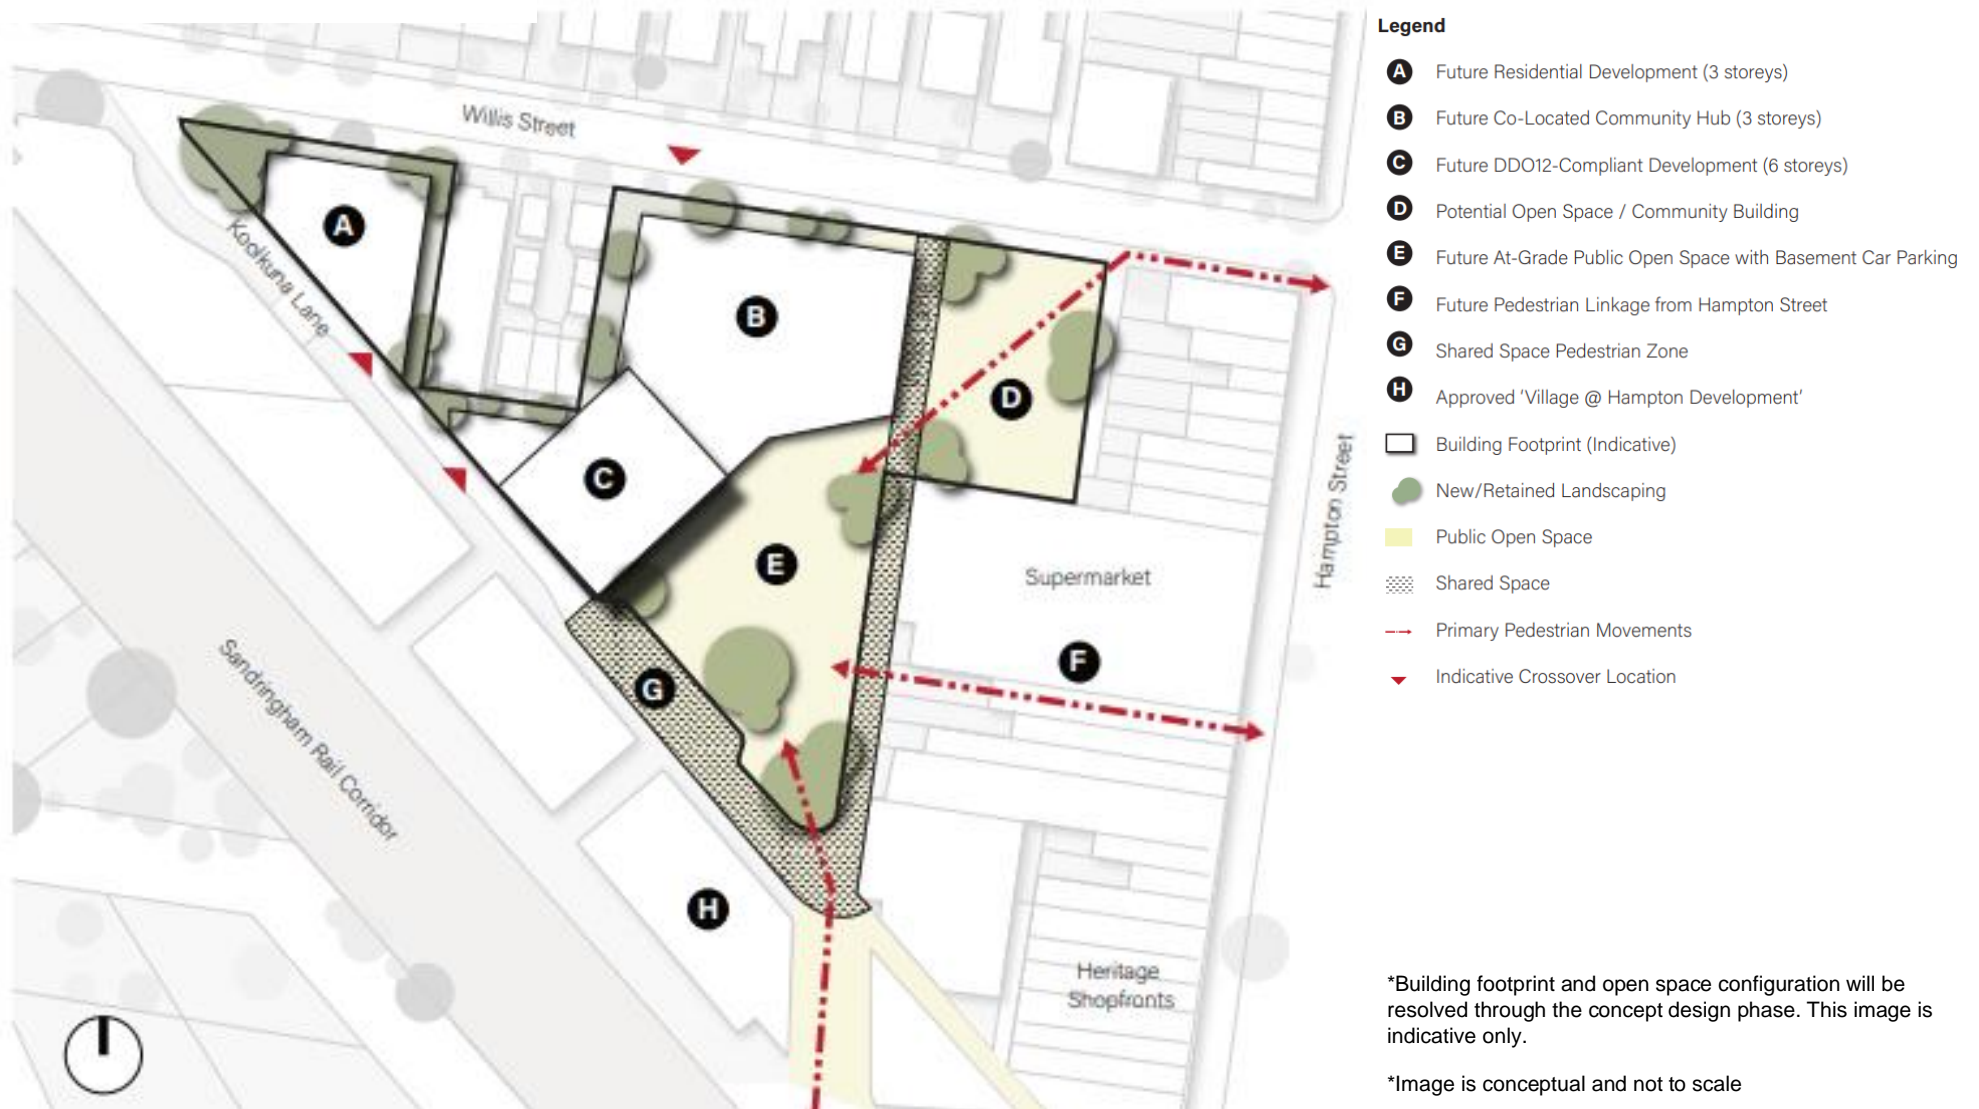 Willis Street
Koolkuna Lane
Sandringham Rail Corridor
Hampton Street
Supermarket
Heritage
Shopfronts
A
B
C
D
E
F
G
H
Legend
A Future Residential Development (3 storeys)
B Future Co-Located Community Hub (3 storeys)
C Future DDO12-Compliant Development (6 storeys)
D Potential Open Space / Community Building
E Future At-Grade Public Open Space with Basement Car Parking
F Future Pedestrian Linkage from Hampton Street
G Shared Space Pedestrian Zone
H Approved ‘Village @ Hampton Development’
Building Footprint (Indicative)
New/Retained Landscaping
Public Open Space
Shared Space
Primary Pedestrian Movements
Indicative Crossover Location
*Building footprint and open space configuration will be
resolved through the concept design phase. This image is
indicative only.
*Image is conceptual and not to scale